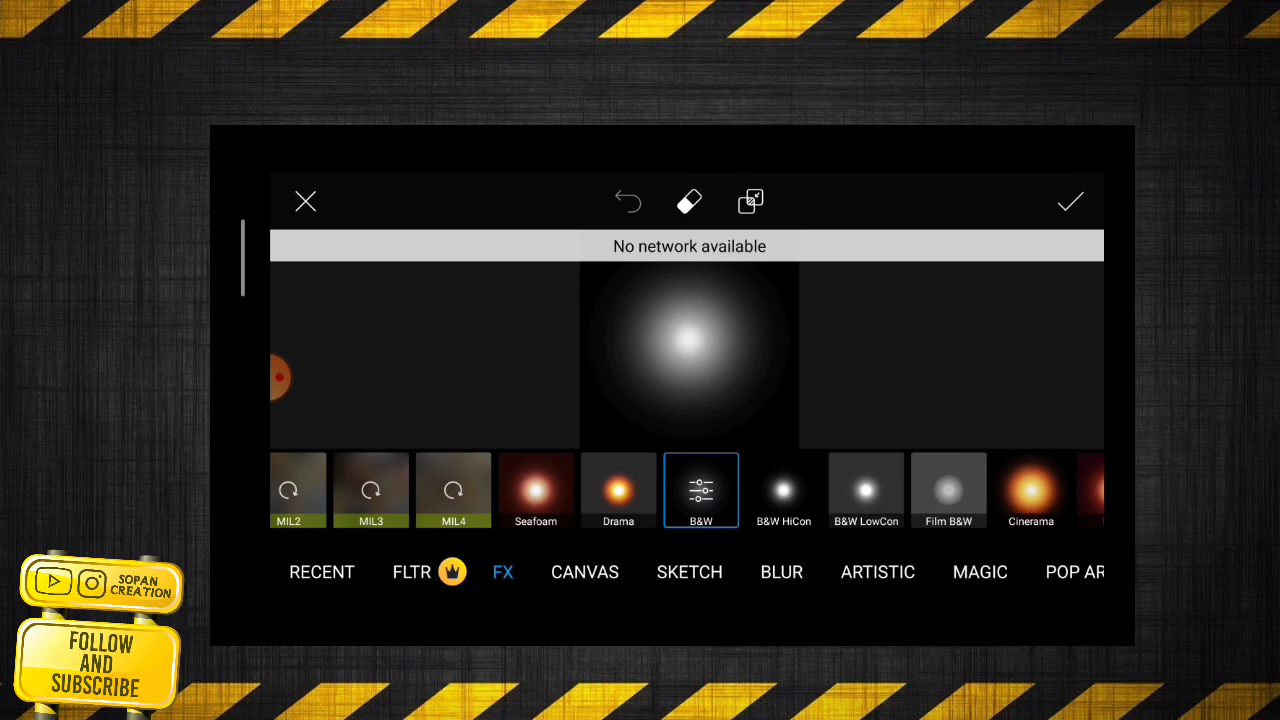 No network available
MIL2
MIL3
MIL4
Seafoam
Drama
B&W
B&W HiCon
B&W LowCon
Film B&W
Cinerama
RECENT
FLTR
FX
CANVAS
SKETCH
BLUR
ARTISTIC
MAGIC
POP AR
SOPAN
CREATION
FOLLOW
AND
SUBSCRIBE